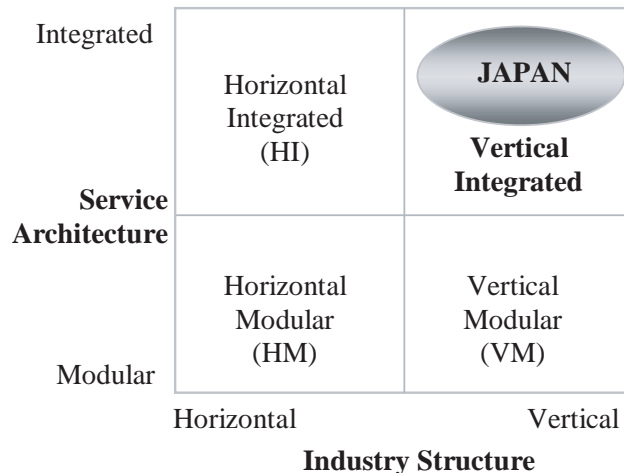 Integrated
Horizontal
Integrated
(HI)
JAPAN
Vertical
Integrated
Service
Architecture
Horizontal
Modular
(HM)
Vertical
Modular
(VM)
Modular
Horizontal
Vertical
Industry Structure